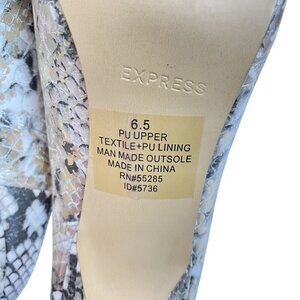 EXPRESS
6.5
PU UPPER
TEXTILE+PU LINING
MAN MADE OUTSOLE
MADE IN CHINA
RN#55285
ID#5736